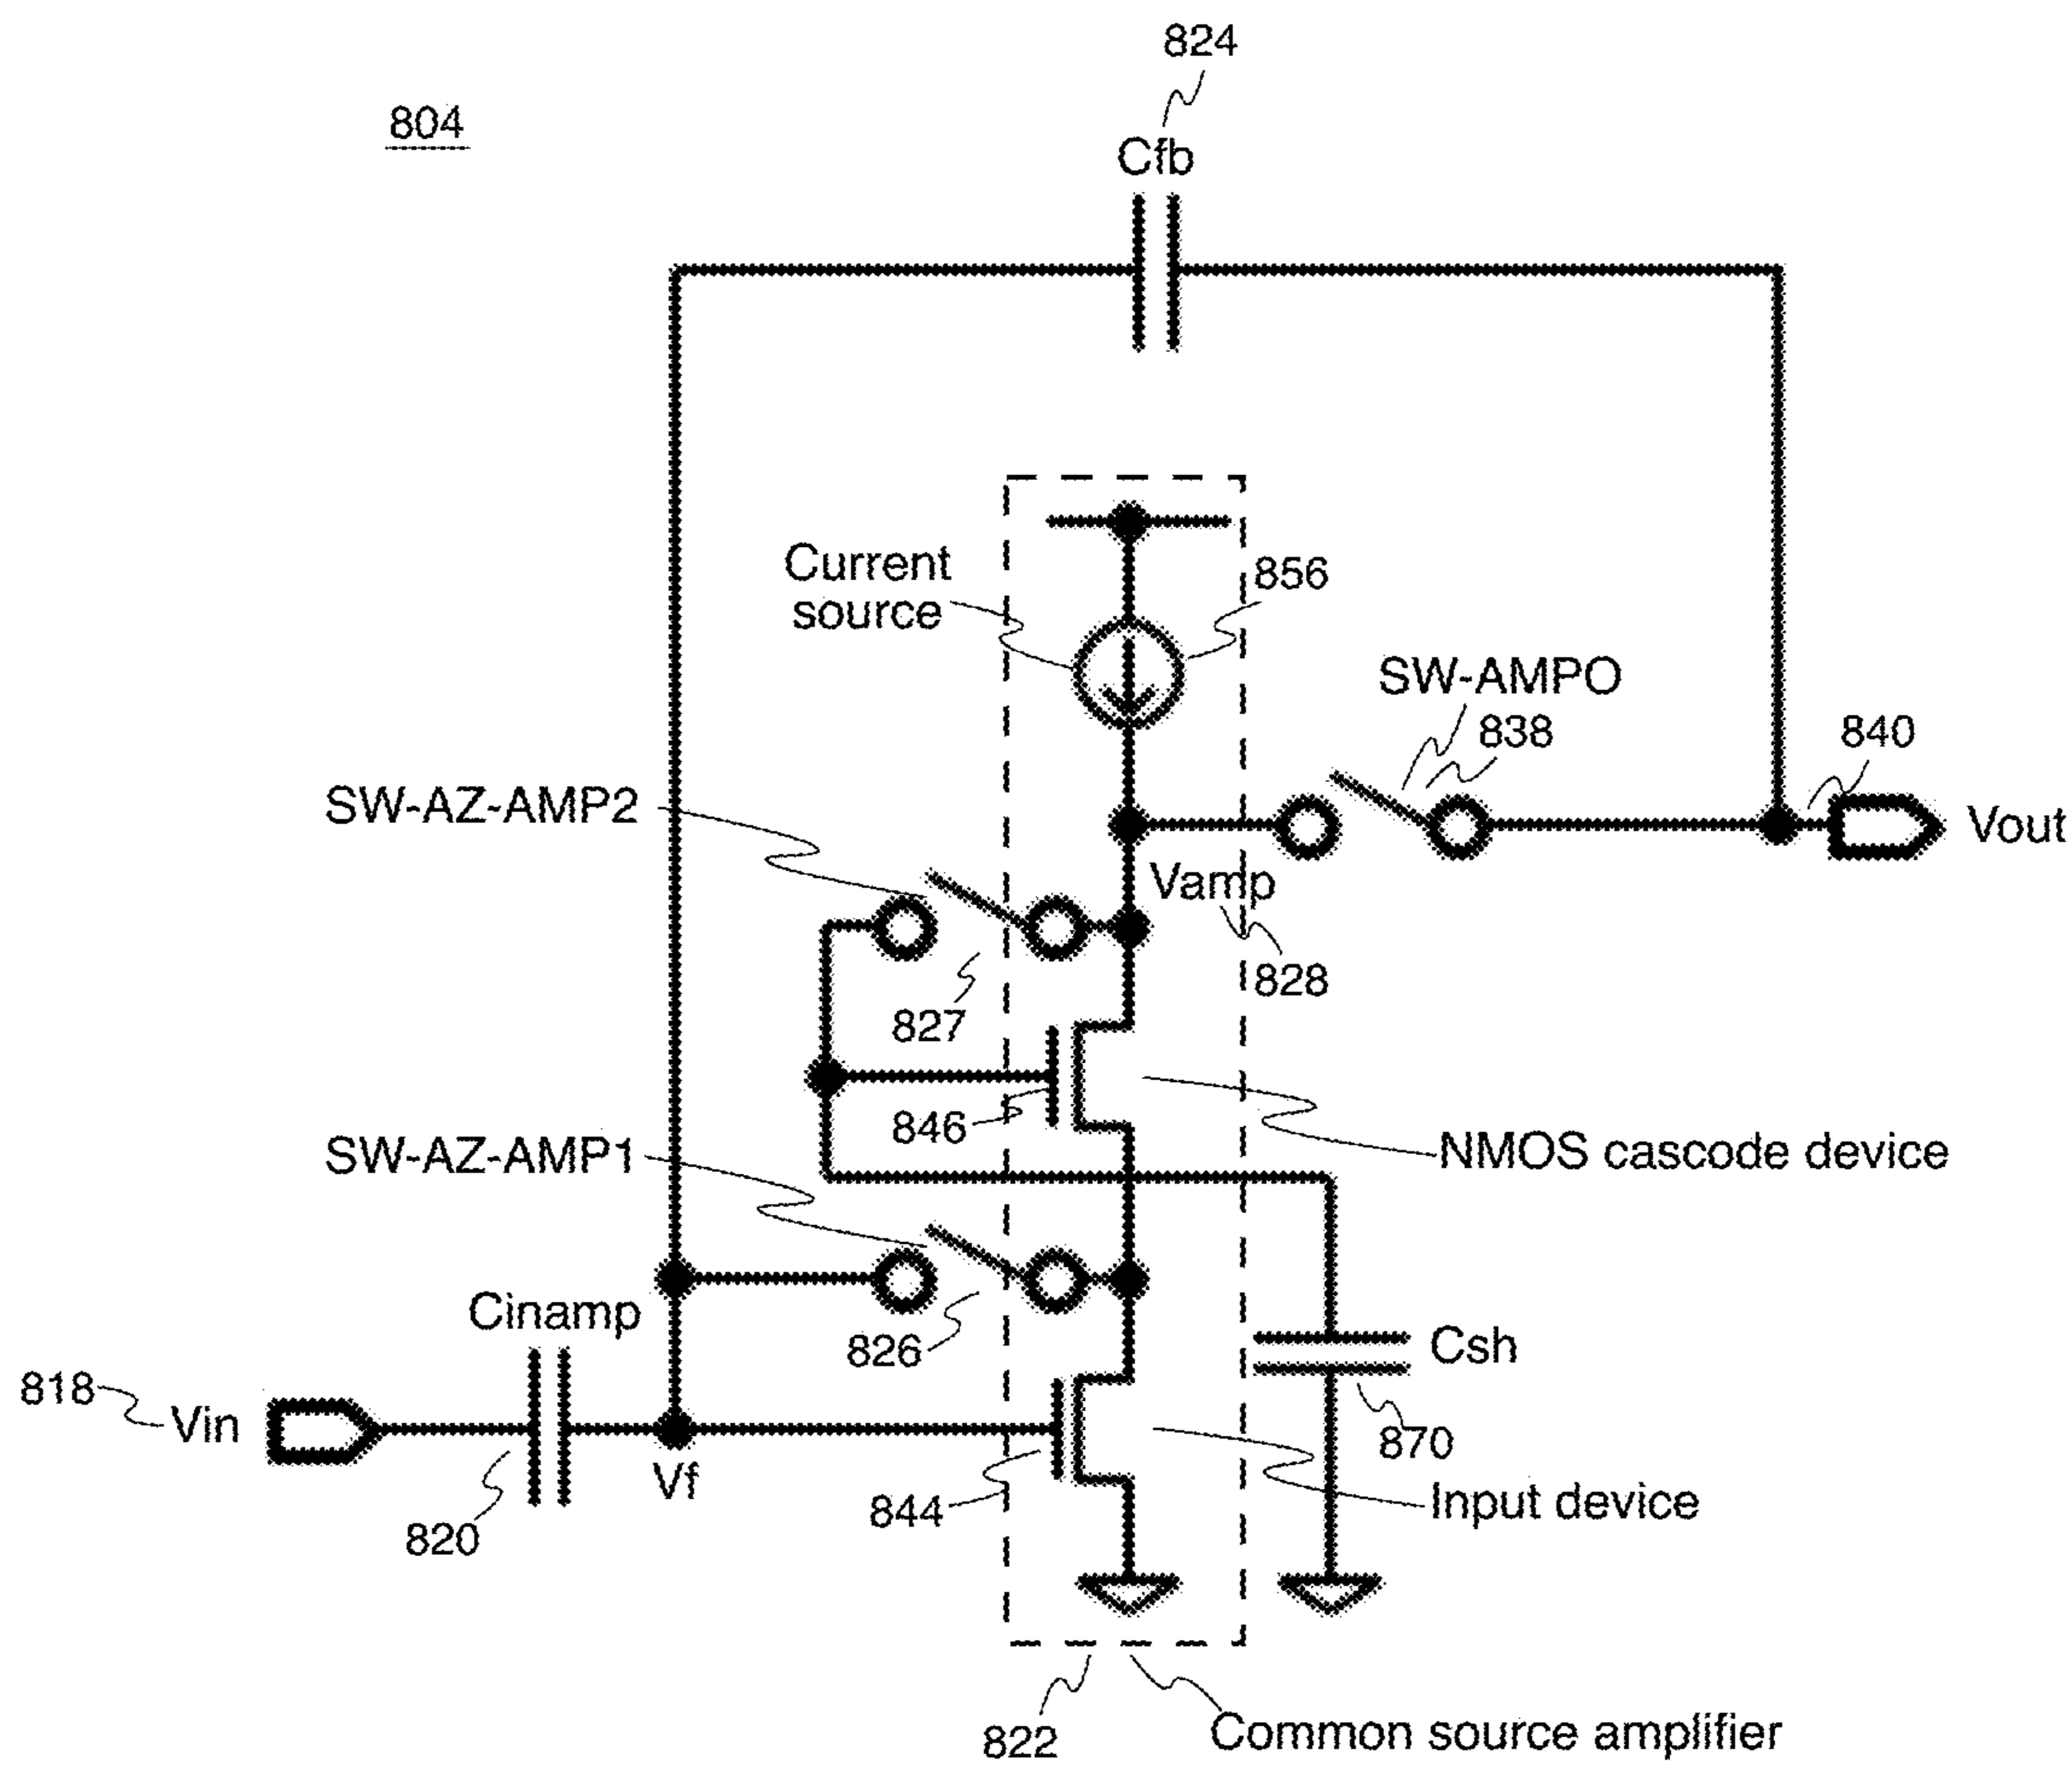 824
804
Cfb
Current
source
856
SW-AMPO
838
840
SW-AZ-AMP2
Vout
Vamp
828
827
846
SW-AZ-AMP1
NMOS cascode device
Cinamp
826
Csh
818
Vin
870
Vf
844
Input device
820
822
Common source amplifier